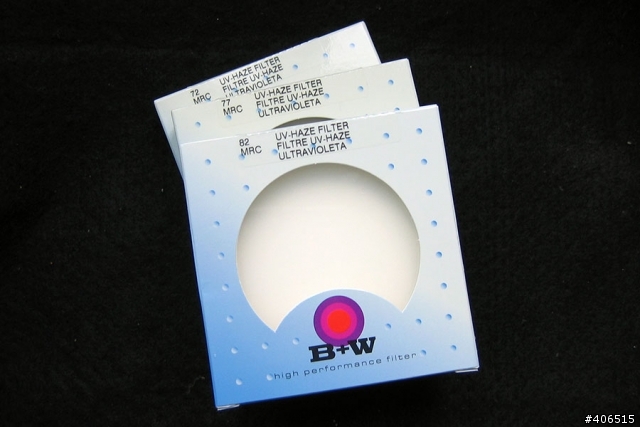 72 UV-HAZE FILTER
MRC FILTRE UV-HAZE
ULTRAVIOLETA
77 UV-HAZE FILTER
MRC FILTRE UV-HAZE
ULTRAVIOLETA
82 UV-HAZE FILTER
MRC FILTRE UV-HAZE
ULTRAVIOLETA
B+W
high performance filter
#406515